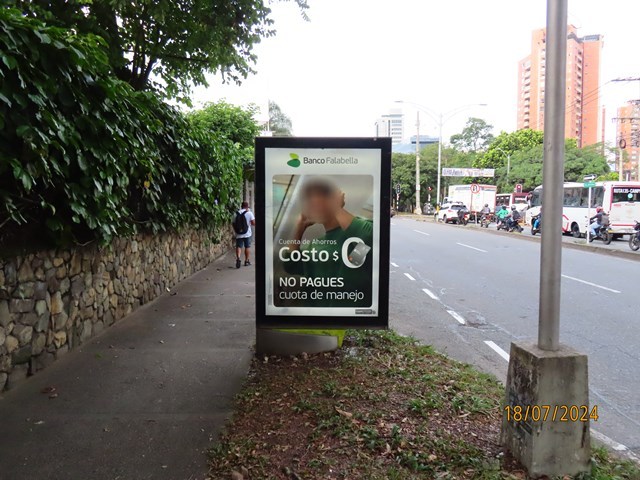 Banco Falabella
Cuenta de Ahorros
Costo $0
NO PAGUES
cuota de manejo
18/07/2024